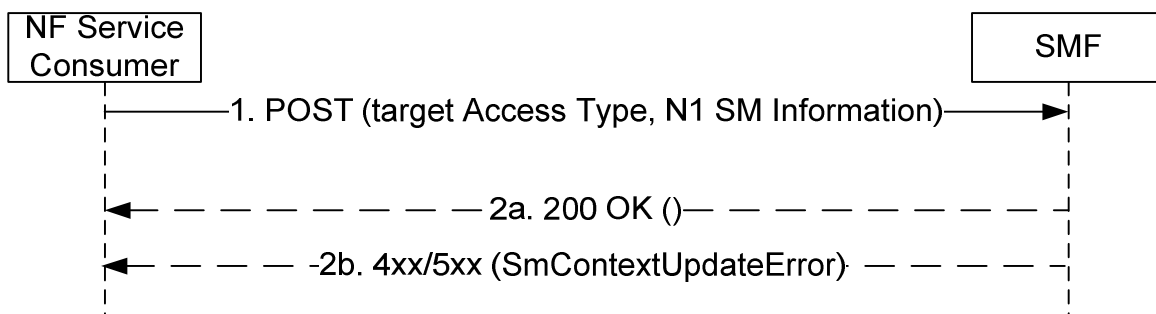 NF Service
Consumer
SMF
1. POST (target Access Type, N1 SM Information)
2a. 200 OK ()
2b. 4xx/5xx (SmContextUpdateError)